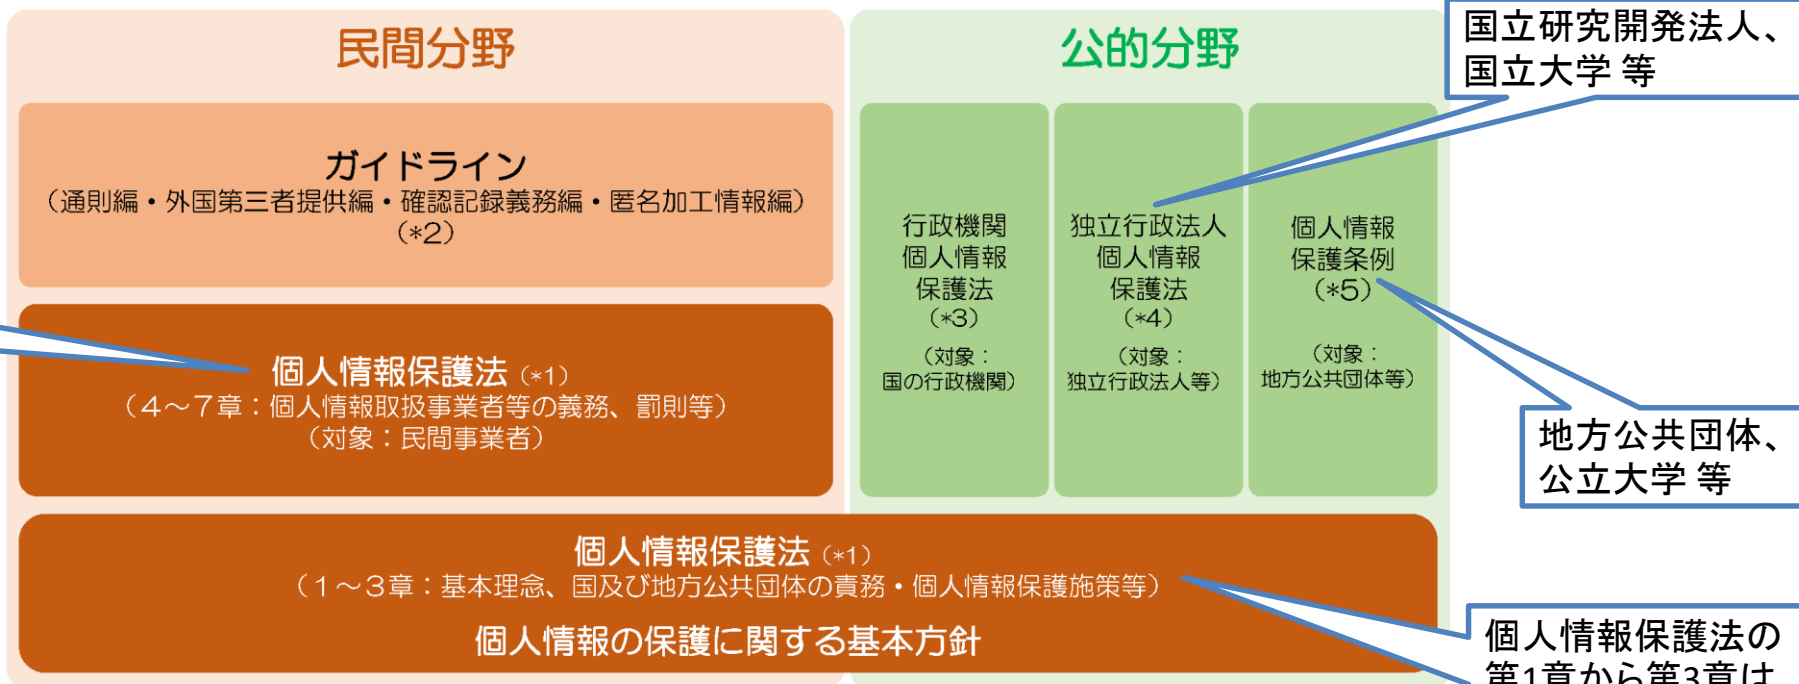 民間分野
ガイドライン
（通則編・外国第三者提供編・確認記録義務編・匿名加工情報編）
（*2）
個人情報保護法（*1）
（4～7章：個人情報取扱事業者等の義務、罰則等）
（対象：民間事業者）
公的分野
行政機関
個人情報
保護法
（*3）
（対象：
国の行政機関）
独立行政法人
個人情報
保護法
（*4）
（対象：
独立行政法人等）
個人情報
保護条例
（*5）
（対象：
地方公共団体等）
国立研究開発法人、
国立大学 等
地方公共団体、
公立大学 等
個人情報保護法（*1）
（1～3章：基本理念、国及び地方公共団体の責務・個人情報保護施策等）
個人情報の保護に関する基本方針
個人情報保護法の
第1章から第3章は